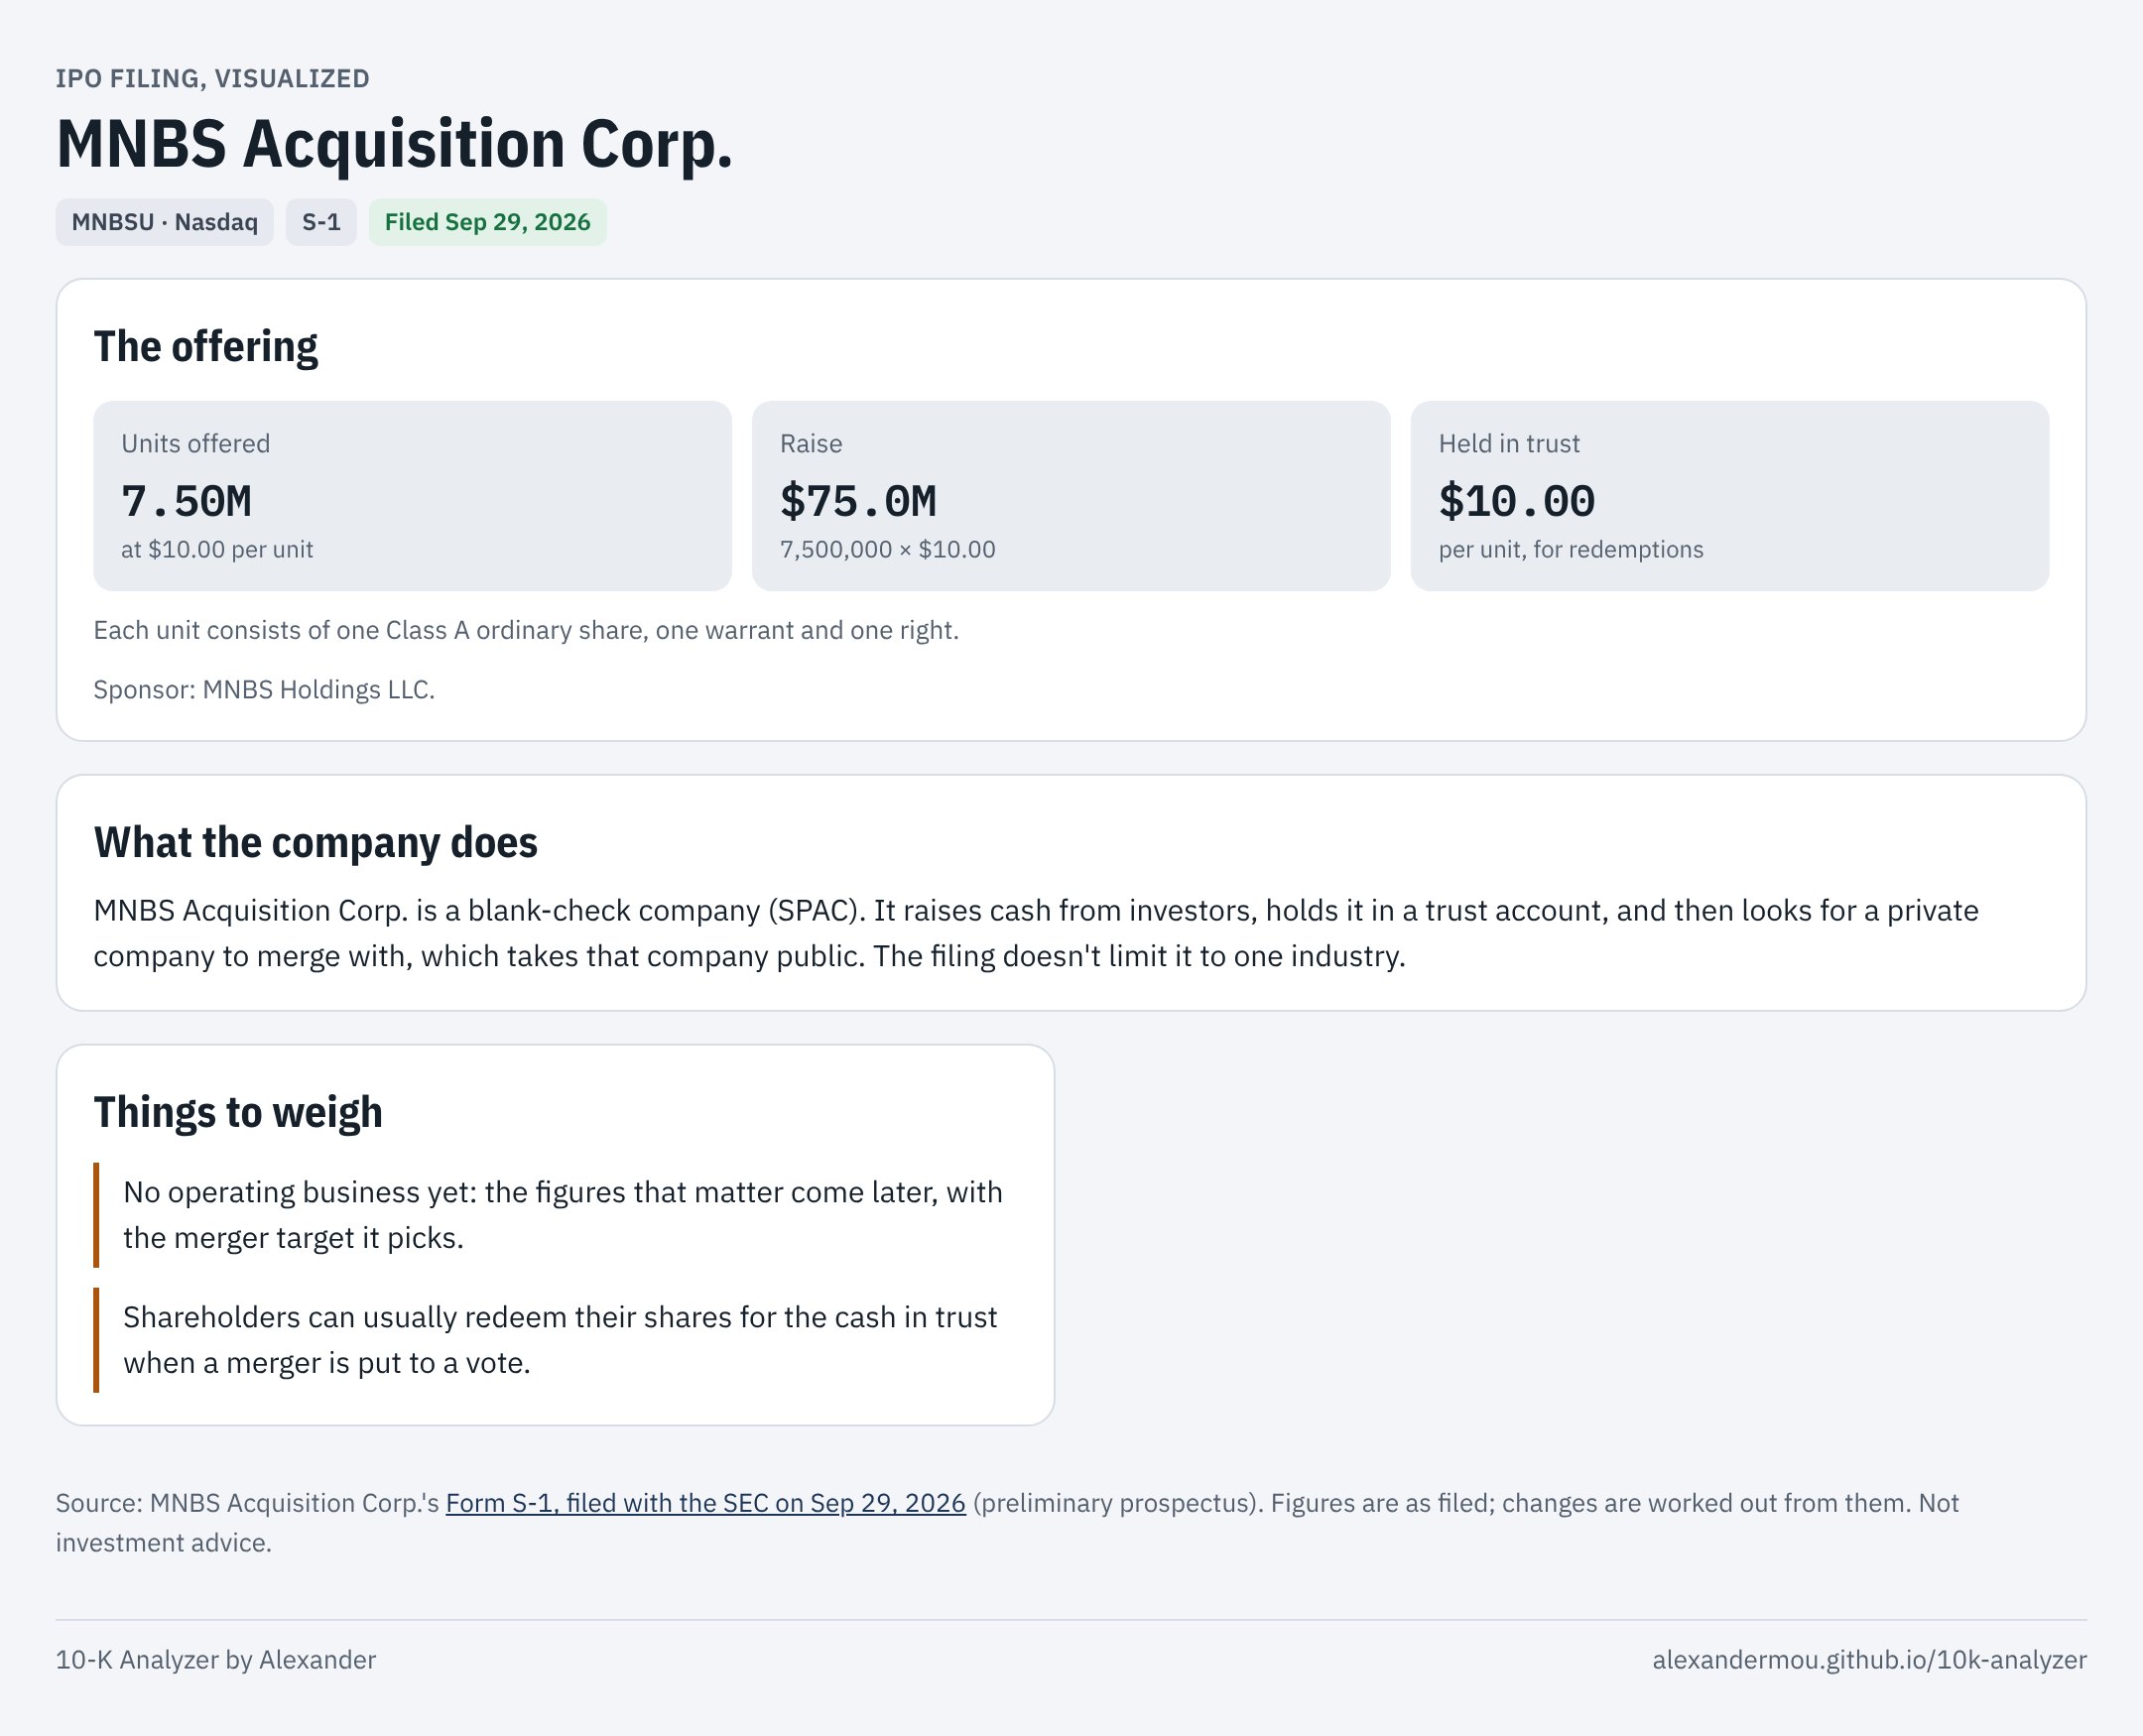 IPO FILING, VISUALIZED
MNBS Acquisition Corp.
MNBSU · Nasdaq S-1 Filed Sep 29, 2026
The offering
Units offered Raise Held in trust
7.50M $75.0M $10.00
at $10.00 per unit 7,500,000 × $10.00 per unit, for redemptions
Each unit consists of one Class A ordinary share, one warrant and one right.
Sponsor: MNBS Holdings LLC.
What the company does
MNBS Acquisition Corp. is a blank-check company (SPAC). It raises cash from investors, holds it in a trust account, and then looks for a private
company to merge with, which takes that company public. The filing doesn't limit it to one industry.
Things to weigh
No operating business yet: the figures that matter come later, with
the merger target it picks.
Shareholders can usually redeem their shares for the cash in trust
when a merger is put to a vote.
Source: MNBS Acquisition Corp.'s Form S-1, filed with the SEC on Sep 29, 2026 (preliminary prospectus). Figures are as filed; changes are worked out from them. Not
investment advice.
10-K Analyzer by Alexander alexandermou.github.io/10k-analyzer